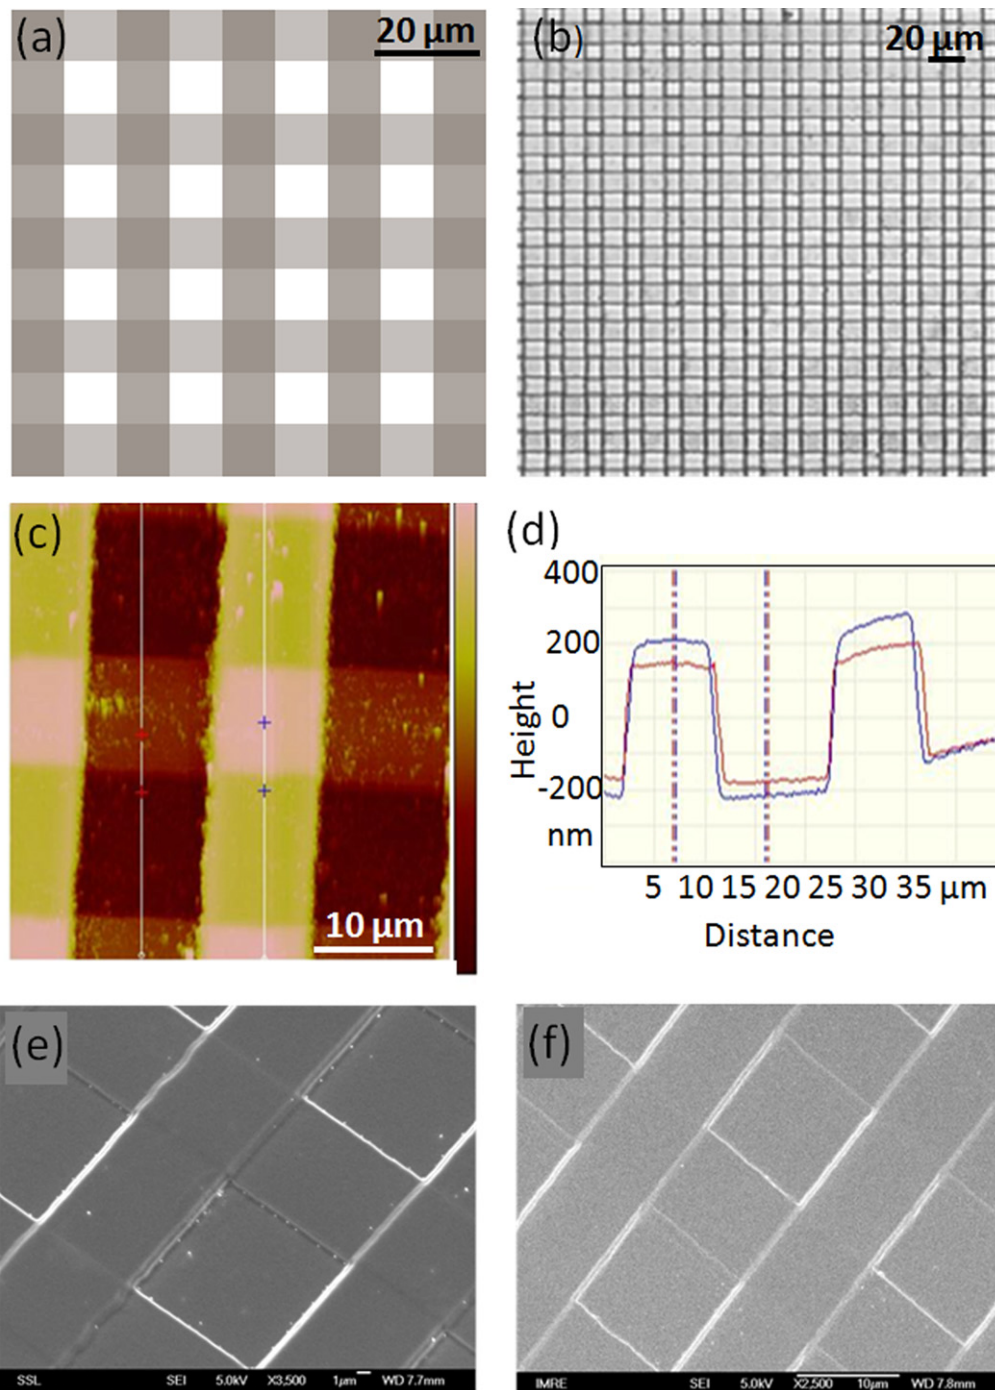 (a)
20 μm
(b)
20 μm
(c)
10 μm
(d)
400
200
0
-200
nm
Height
5 10 15 20 25 30 35 μm
Distance
(e)
(f)
SSL SEI 5.0kV X3,500 1μm WD 7.7mm
IMRE SEI 5.0kV X2,500 10μm WD 7.8mm